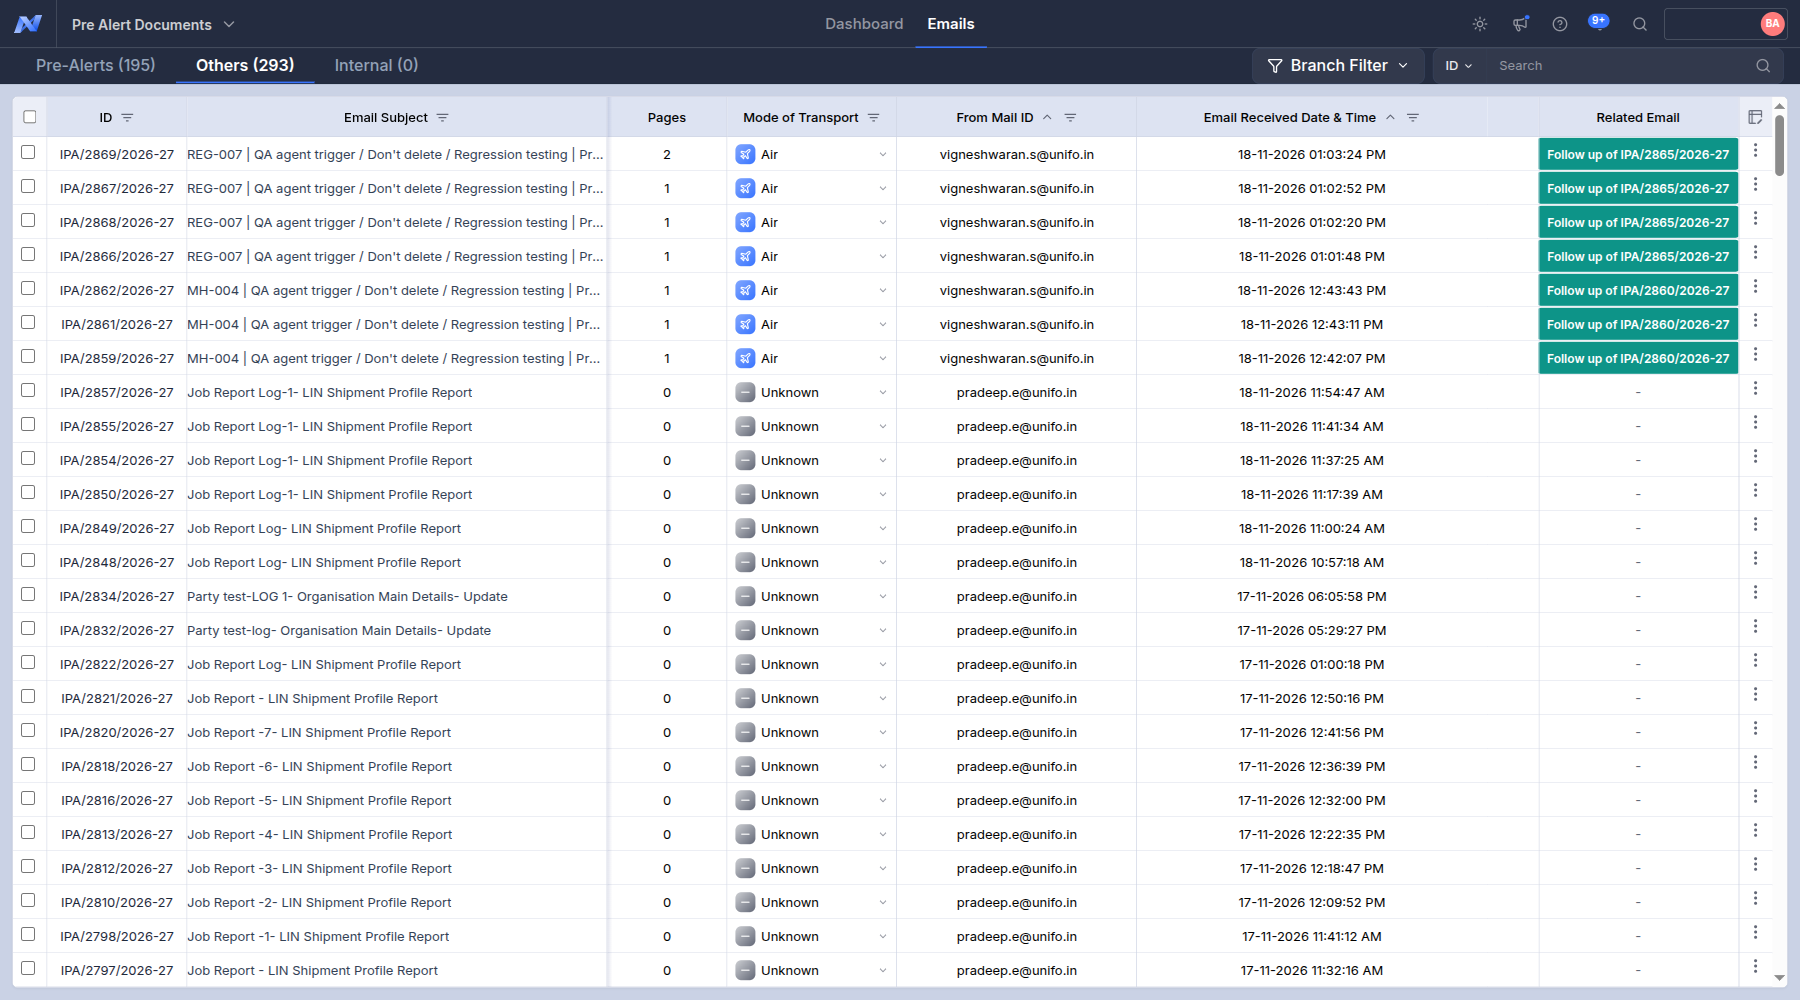 Pre Alert Documents Dashboard Emails 9+ BA
Pre-Alerts (195) Others (293) Internal (0) Branch Filter ID Search
ID Email Subject Pages Mode of Transport From Mail ID Email Received Date & Time Related Email
IPA/2869/2026-27 REG-007 | QA agent trigger / Don't delete / Regression testing | Pr... 2 Air vigneshwaran.s@unifo.in 18-11-2026 01:03:24 PM Follow up of IPA/2865/2026-27
IPA/2867/2026-27 REG-007 | QA agent trigger / Don't delete / Regression testing | Pr... 1 Air vigneshwaran.s@unifo.in 18-11-2026 01:02:52 PM Follow up of IPA/2865/2026-27
IPA/2868/2026-27 REG-007 | QA agent trigger / Don't delete / Regression testing | Pr... 1 Air vigneshwaran.s@unifo.in 18-11-2026 01:02:20 PM Follow up of IPA/2865/2026-27
IPA/2866/2026-27 REG-007 | QA agent trigger / Don't delete / Regression testing | Pr... 1 Air vigneshwaran.s@unifo.in 18-11-2026 01:01:48 PM Follow up of IPA/2865/2026-27
IPA/2862/2026-27 MH-004 | QA agent trigger / Don't delete / Regression testing | Pr... 1 Air vigneshwaran.s@unifo.in 18-11-2026 12:43:43 PM Follow up of IPA/2860/2026-27
IPA/2861/2026-27 MH-004 | QA agent trigger / Don't delete / Regression testing | Pr... 1 Air vigneshwaran.s@unifo.in 18-11-2026 12:43:11 PM Follow up of IPA/2860/2026-27
IPA/2859/2026-27 MH-004 | QA agent trigger / Don't delete / Regression testing | Pr... 1 Air vigneshwaran.s@unifo.in 18-11-2026 12:42:07 PM Follow up of IPA/2860/2026-27
IPA/2857/2026-27 Job Report Log-1- LIN Shipment Profile Report 0 Unknown pradeep.e@unifo.in 18-11-2026 11:54:47 AM -
IPA/2855/2026-27 Job Report Log-1- LIN Shipment Profile Report 0 Unknown pradeep.e@unifo.in 18-11-2026 11:41:34 AM -
IPA/2854/2026-27 Job Report Log-1- LIN Shipment Profile Report 0 Unknown pradeep.e@unifo.in 18-11-2026 11:37:25 AM -
IPA/2850/2026-27 Job Report Log-1- LIN Shipment Profile Report 0 Unknown pradeep.e@unifo.in 18-11-2026 11:17:39 AM -
IPA/2849/2026-27 Job Report Log- LIN Shipment Profile Report 0 Unknown pradeep.e@unifo.in 18-11-2026 11:00:24 AM -
IPA/2848/2026-27 Job Report Log- LIN Shipment Profile Report 0 Unknown pradeep.e@unifo.in 18-11-2026 10:57:18 AM -
IPA/2834/2026-27 Party test-LOG 1- Organisation Main Details- Update 0 Unknown pradeep.e@unifo.in 17-11-2026 06:05:58 PM -
IPA/2832/2026-27 Party test-log- Organisation Main Details- Update 0 Unknown pradeep.e@unifo.in 17-11-2026 05:29:27 PM -
IPA/2822/2026-27 Job Report Log- LIN Shipment Profile Report 0 Unknown pradeep.e@unifo.in 17-11-2026 01:00:18 PM -
IPA/2821/2026-27 Job Report - LIN Shipment Profile Report 0 Unknown pradeep.e@unifo.in 17-11-2026 12:50:16 PM -
IPA/2820/2026-27 Job Report -7- LIN Shipment Profile Report 0 Unknown pradeep.e@unifo.in 17-11-2026 12:41:56 PM -
IPA/2818/2026-27 Job Report -6- LIN Shipment Profile Report 0 Unknown pradeep.e@unifo.in 17-11-2026 12:36:39 PM -
IPA/2816/2026-27 Job Report -5- LIN Shipment Profile Report 0 Unknown pradeep.e@unifo.in 17-11-2026 12:32:00 PM -
IPA/2813/2026-27 Job Report -4- LIN Shipment Profile Report 0 Unknown pradeep.e@unifo.in 17-11-2026 12:22:35 PM -
IPA/2812/2026-27 Job Report -3- LIN Shipment Profile Report 0 Unknown pradeep.e@unifo.in 17-11-2026 12:18:47 PM -
IPA/2810/2026-27 Job Report -2- LIN Shipment Profile Report 0 Unknown pradeep.e@unifo.in 17-11-2026 12:09:52 PM -
IPA/2798/2026-27 Job Report -1- LIN Shipment Profile Report 0 Unknown pradeep.e@unifo.in 17-11-2026 11:41:12 AM -
IPA/2797/2026-27 Job Report - LIN Shipment Profile Report 0 Unknown pradeep.e@unifo.in 17-11-2026 11:32:16 AM -